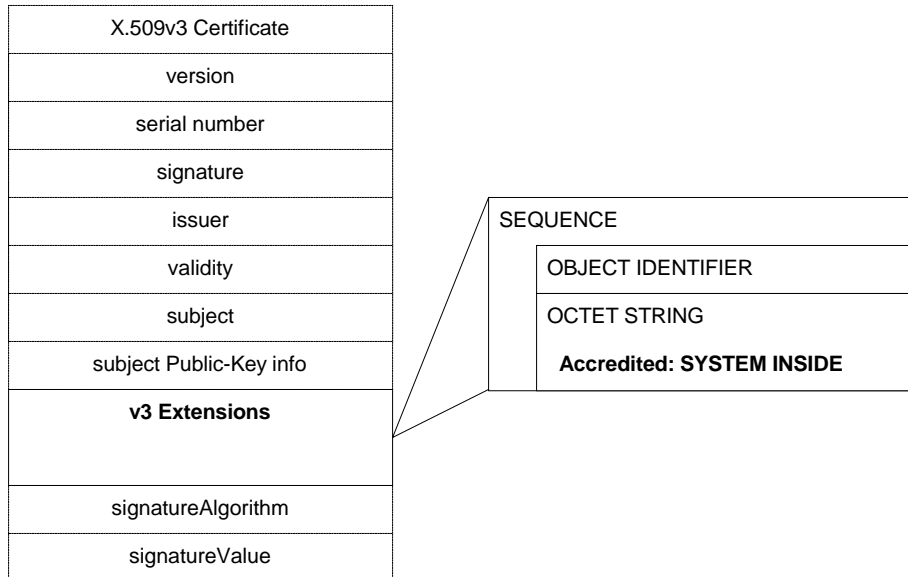 X.509v3 Certificate
version
serial number
signature
issuer
validity
subject
subject Public-Key info
v3 Extensions
signatureAlgorithm
signatureValue
SEQUENCE
OBJECT IDENTIFIER
OCTET STRING
Accredited: SYSTEM INSIDE